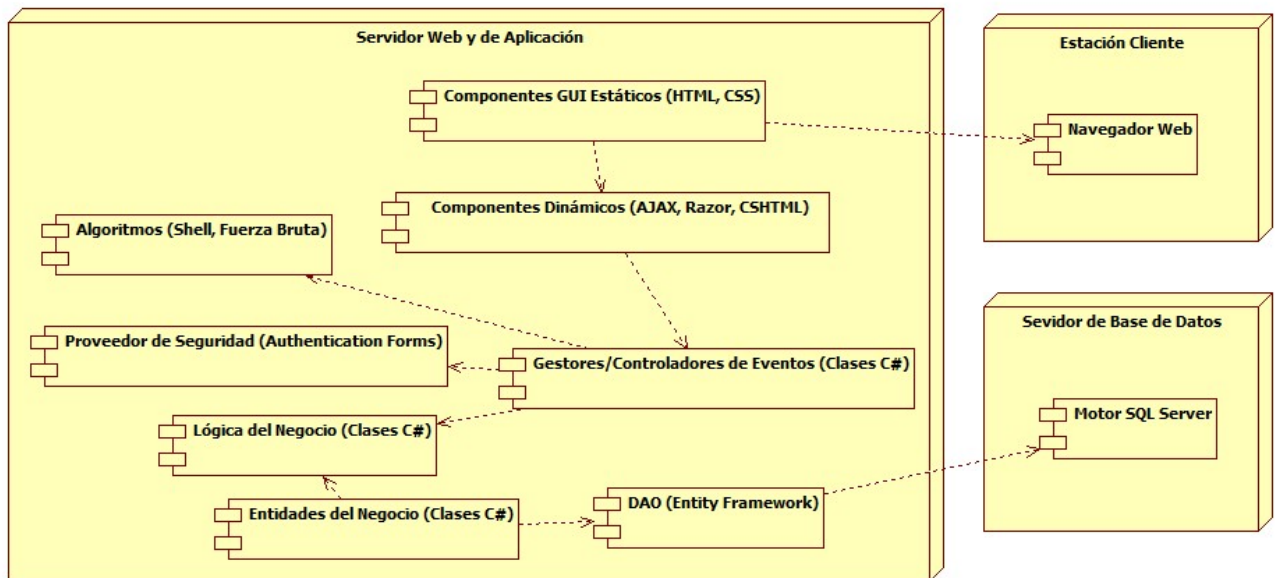 Servidor Web y de Aplicación
Componentes GUI Estáticos (HTML, CSS)
Componentes Dinámicos (AJAX, Razor, CSHTML)
Algoritmos (Shell, Fuerza Bruta)
Proveedor de Seguridad (Authentication Forms)
Gestores/Controladores de Eventos (Clases C#)
Lógica del Negocio (Clases C#)
Entidades del Negocio (Clases C#)
DAO (Entity Framework)
Estación Cliente
Navegador Web
Sevidor de Base de Datos
Motor SQL Server